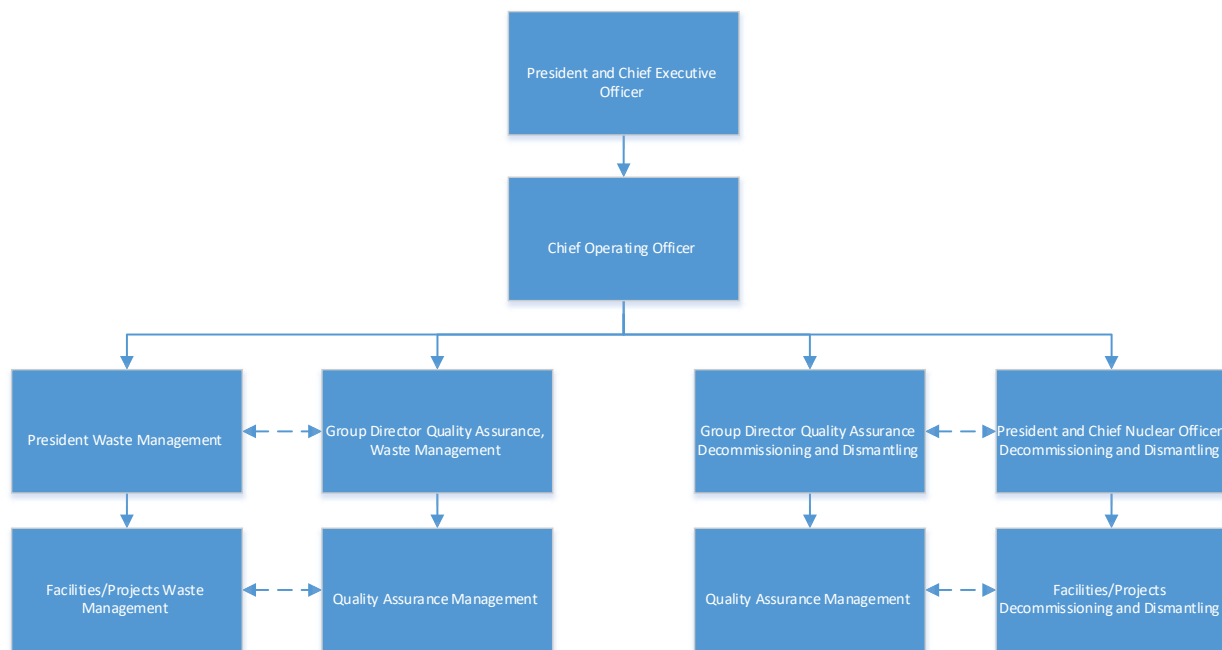 President and Chief Executive
Officer
Chief Operating Officer
President Waste Management
Group Director Quality Assurance,
Waste Management
Group Director Quality Assurance
Decommissioning and Dismantling
President and Chief Nuclear Officer
Decommissioning and Dismantling
Facilities/Projects Waste
Management
Quality Assurance Management
Quality Assurance Management
Facilities/Projects
Decommissioning and Dismantling